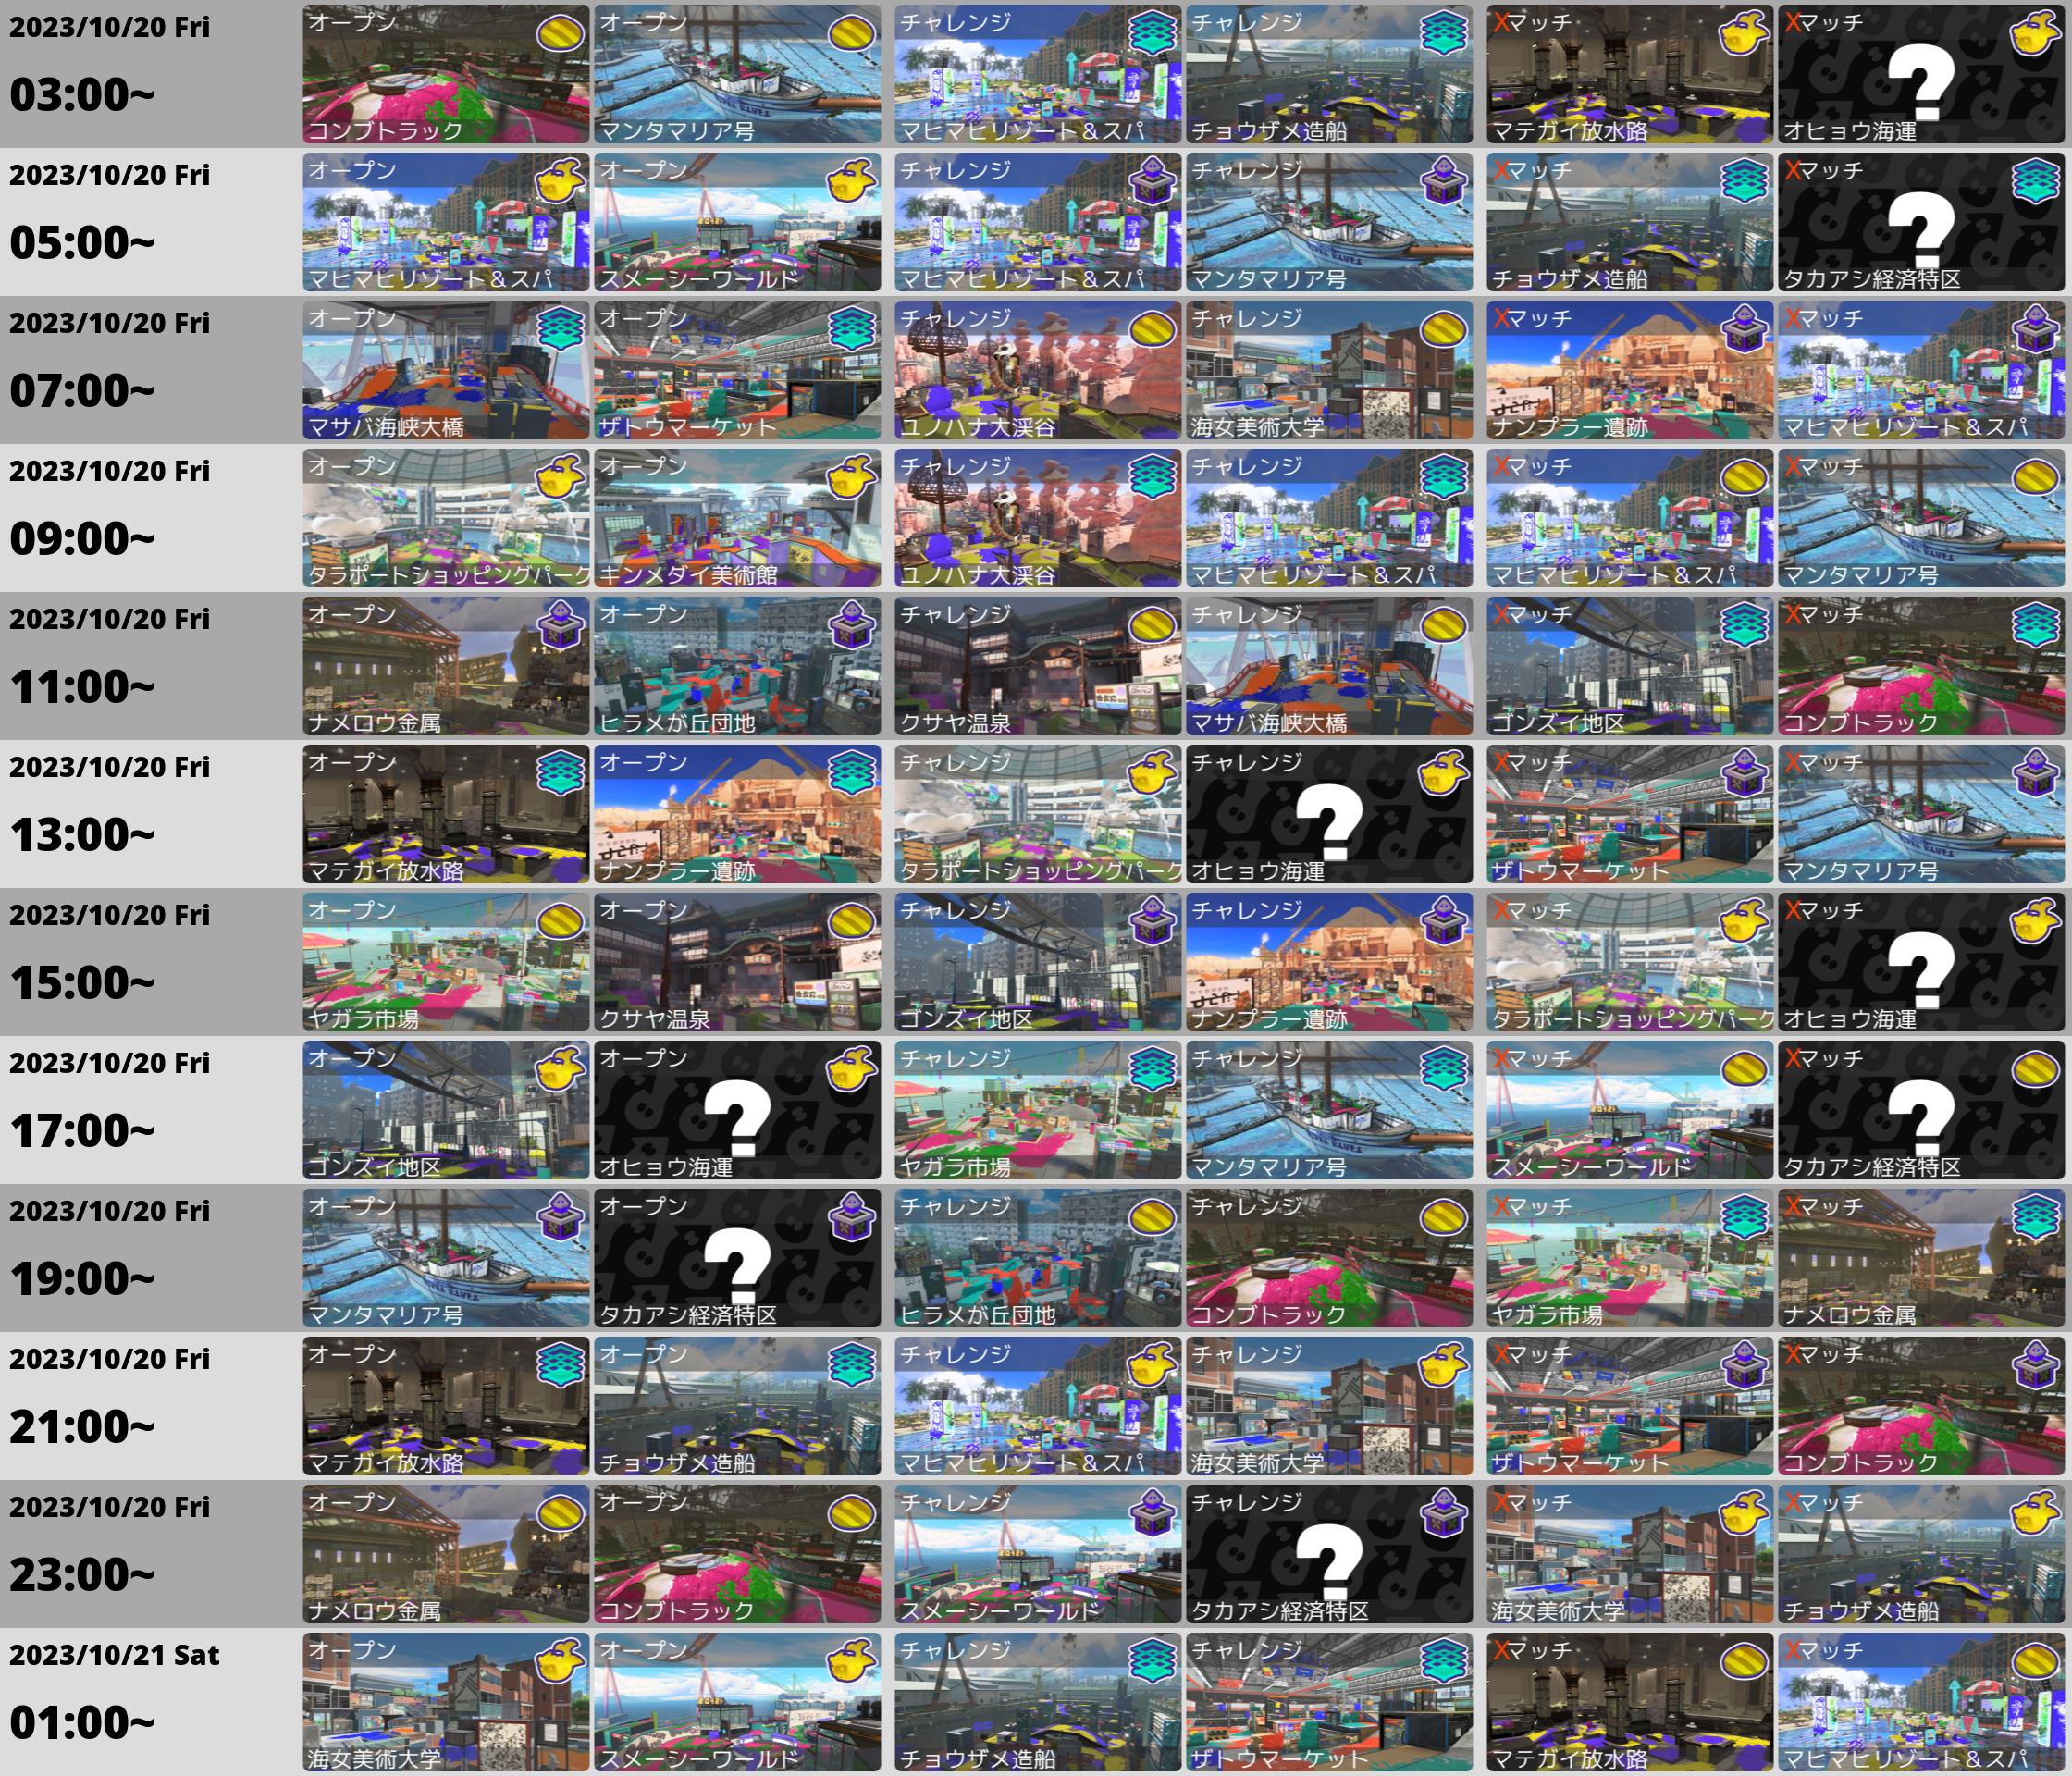 2023/10/20 Fri
03:00~
オープン
コンブトラック
オープン
マンタマリア号
チャレンジ
マヒマヒリゾート＆スパ
チャレンジ
チョウザメ造船
Xマッチ
マテガイ放水路
Xマッチ
?
オヒョウ海運
2023/10/20 Fri
05:00~
オープン
マヒマヒリゾート＆スパ
オープン
スメーシーワールド
チャレンジ
マヒマヒリゾート＆スパ
チャレンジ
マンタマリア号
Xマッチ
チョウザメ造船
Xマッチ
?
タカアシ経済特区
2023/10/20 Fri
07:00~
オープン
マサバ海峡大橋
オープン
ザトウマーケット
チャレンジ
ユノハナ大渓谷
チャレンジ
海女美術大学
Xマッチ
ナンプラー遺跡
Xマッチ
マヒマヒリゾート＆スパ
2023/10/20 Fri
09:00~
オープン
タラポートショッピングパーク
オープン
キンメダイ美術館
チャレンジ
ユノハナ大渓谷
チャレンジ
マヒマヒリゾート＆スパ
Xマッチ
マヒマヒリゾート＆スパ
Xマッチ
マンタマリア号
2023/10/20 Fri
11:00~
オープン
ナメロウ金属
オープン
ヒラメが丘団地
チャレンジ
クサヤ温泉
チャレンジ
マサバ海峡大橋
Xマッチ
ゴンズイ地区
Xマッチ
コンブトラック
2023/10/20 Fri
13:00~
オープン
マテガイ放水路
オープン
ナンプラー遺跡
チャレンジ
タラポートショッピングパーク
チャレンジ
?
オヒョウ海運
Xマッチ
ザトウマーケット
Xマッチ
マンタマリア号
2023/10/20 Fri
15:00~
オープン
ヤガラ市場
オープン
クサヤ温泉
チャレンジ
ゴンズイ地区
チャレンジ
ナンプラー遺跡
Xマッチ
タラポートショッピングパーク
Xマッチ
?
オヒョウ海運
2023/10/20 Fri
17:00~
オープン
ゴンズイ地区
オープン
?
オヒョウ海運
チャレンジ
ヤガラ市場
チャレンジ
マンタマリア号
Xマッチ
スメーシーワールド
Xマッチ
?
タカアシ経済特区
2023/10/20 Fri
19:00~
オープン
マンタマリア号
オープン
?
タカアシ経済特区
チャレンジ
ヒラメが丘団地
チャレンジ
コンブトラック
Xマッチ
ヤガラ市場
Xマッチ
ナメロウ金属
2023/10/20 Fri
21:00~
オープン
マテガイ放水路
オープン
チョウザメ造船
チャレンジ
マヒマヒリゾート＆スパ
チャレンジ
海女美術大学
Xマッチ
ザトウマーケット
Xマッチ
コンブトラック
2023/10/20 Fri
23:00~
オープン
ナメロウ金属
オープン
コンブトラック
チャレンジ
スメーシーワールド
チャレンジ
?
タカアシ経済特区
Xマッチ
海女美術大学
Xマッチ
チョウザメ造船
2023/10/21 Sat
01:00~
オープン
海女美術大学
オープン
スメーシーワールド
チャレンジ
チョウザメ造船
チャレンジ
ザトウマーケット
Xマッチ
マテガイ放水路
Xマッチ
マヒマヒリゾート＆スパ